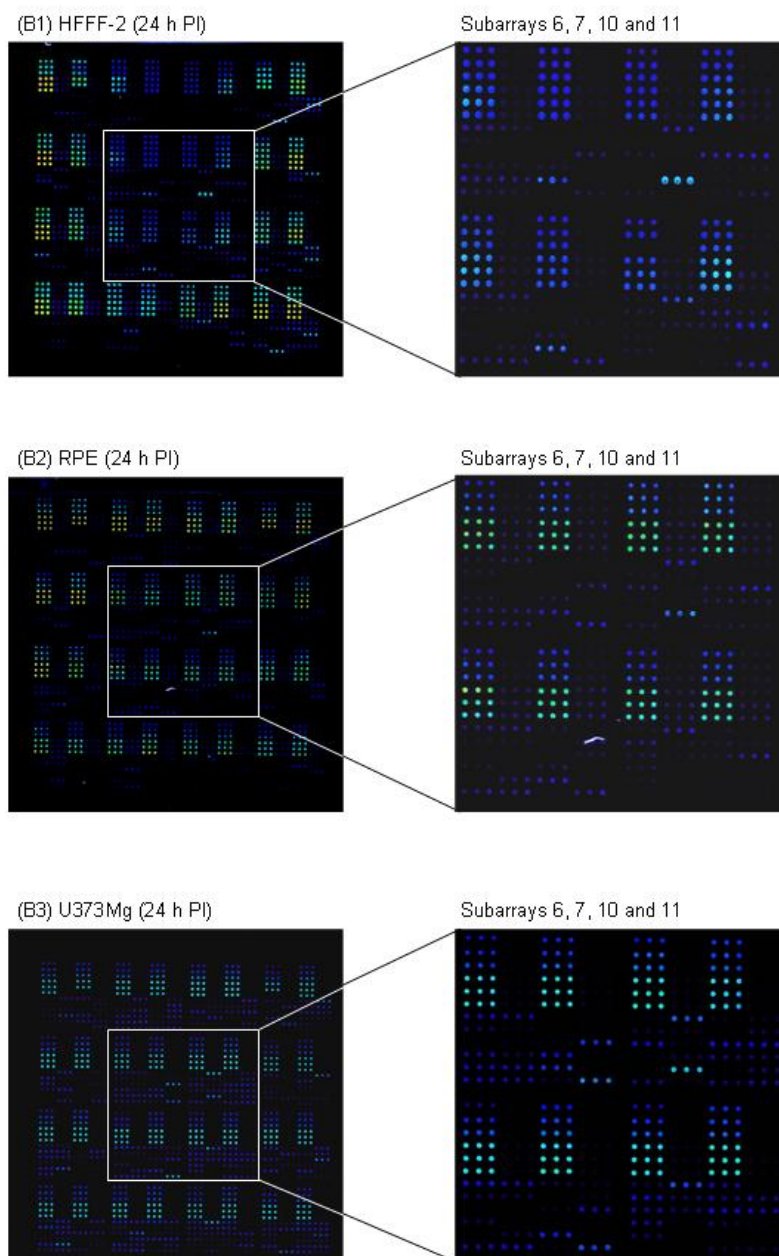 (B1) HFFF-2 (24 h PI)
Subarrays 6, 7, 10 and 11
(B2) RPE (24 h PI)
Subarrays 6, 7, 10 and 11
(B3) U373Mg (24 h PI)
Subarrays 6, 7, 10 and 11